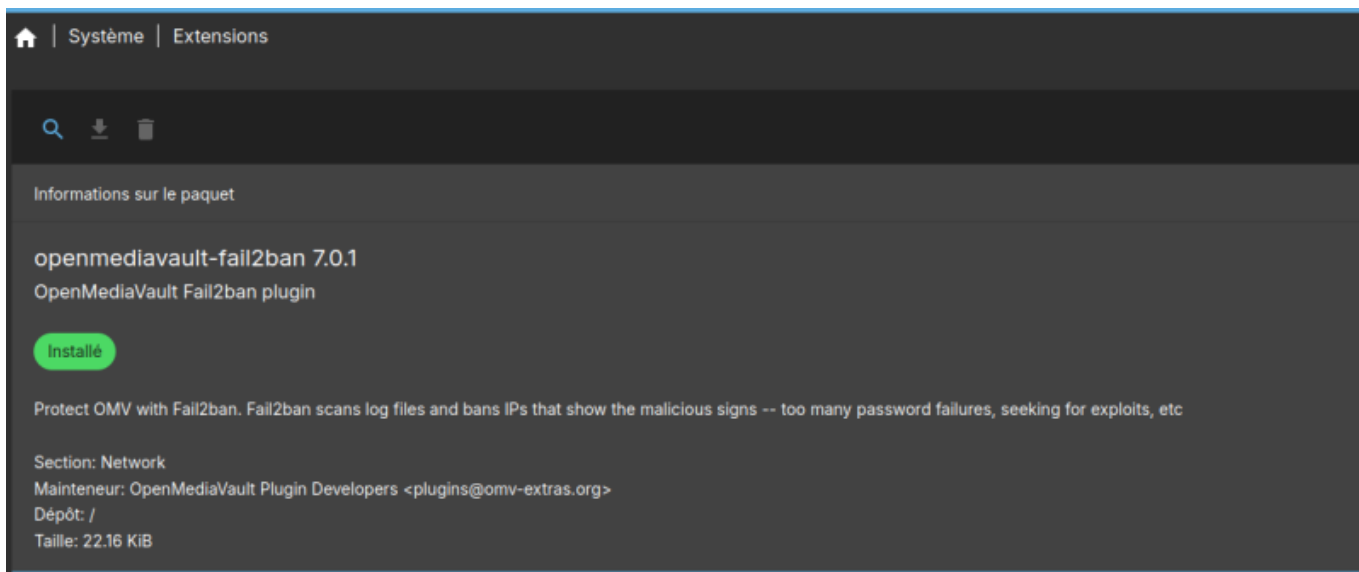 | Système | Extensions
Informations sur le paquet
openmediavault-fail2ban 7.0.1
OpenMediaVault Fail2ban plugin
Installé
Protect OMV with Fail2ban. Fail2ban scans log files and bans IPs that show the malicious signs -- too many password failures, seeking for exploits, etc
Section: Network
Mainteneur: OpenMediaVault Plugin Developers <plugins@omv-extras.org>
Dépôt: /
Taille: 22.16 KiB